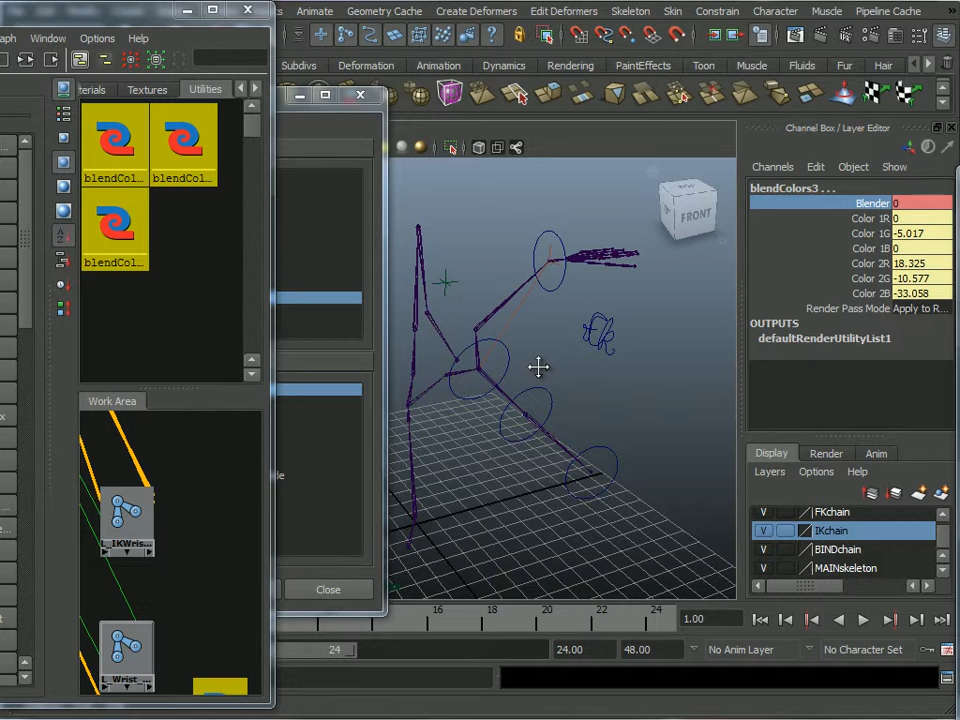 Animate Geometry Cache Create Deformers Edit Deformers Skeleton Skin Constrain Character Muscle Pipeline Cache
Window Options Help
Subdivs Deformation Animation Dynamics Rendering PaintEffects Toon Muscle Fluids Fur Hair
Textures Utilities
blendCol... blendCol...
blendCol...
Work Area
L_IKWris...
L_Wrist_...
Close
FRONT
FK
Channel Box / Layer Editor
Channels Edit Object Show
blendColors3 . . .
Blender 0
Color 1R 0
Color 1G -5.017
Color 1B 0
Color 2R 18.325
Color 2G -10.577
Color 2B -33.058
Render Pass Mode Apply to R...
OUTPUTS
defaultRenderUtilityList1
Display Render Anim
Layers Options Help
V FKchain
V IKchain
V BINDchain
V MAINskeleton
16 18 20 22 24 1.00
24 24.00 48.00 No Anim Layer No Character Set